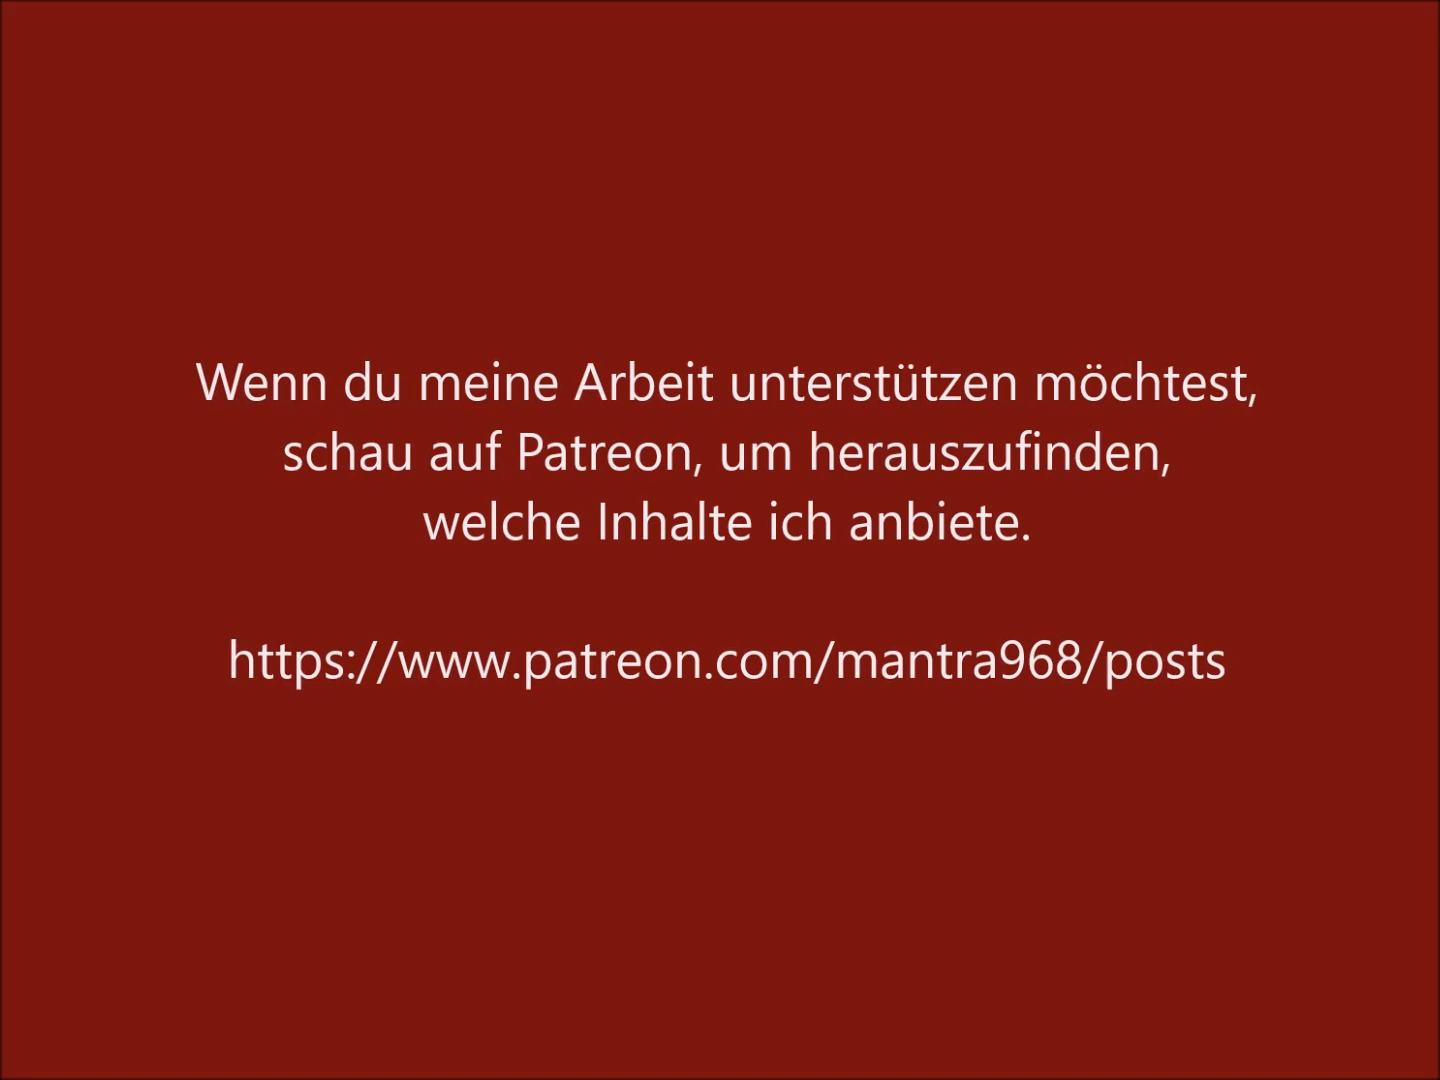 Wenn du meine Arbeit unterstützen möchtest,
schau auf Patreon, um herauszufinden,
welche Inhalte ich anbiete.
https://www.patreon.com/mantra968/posts